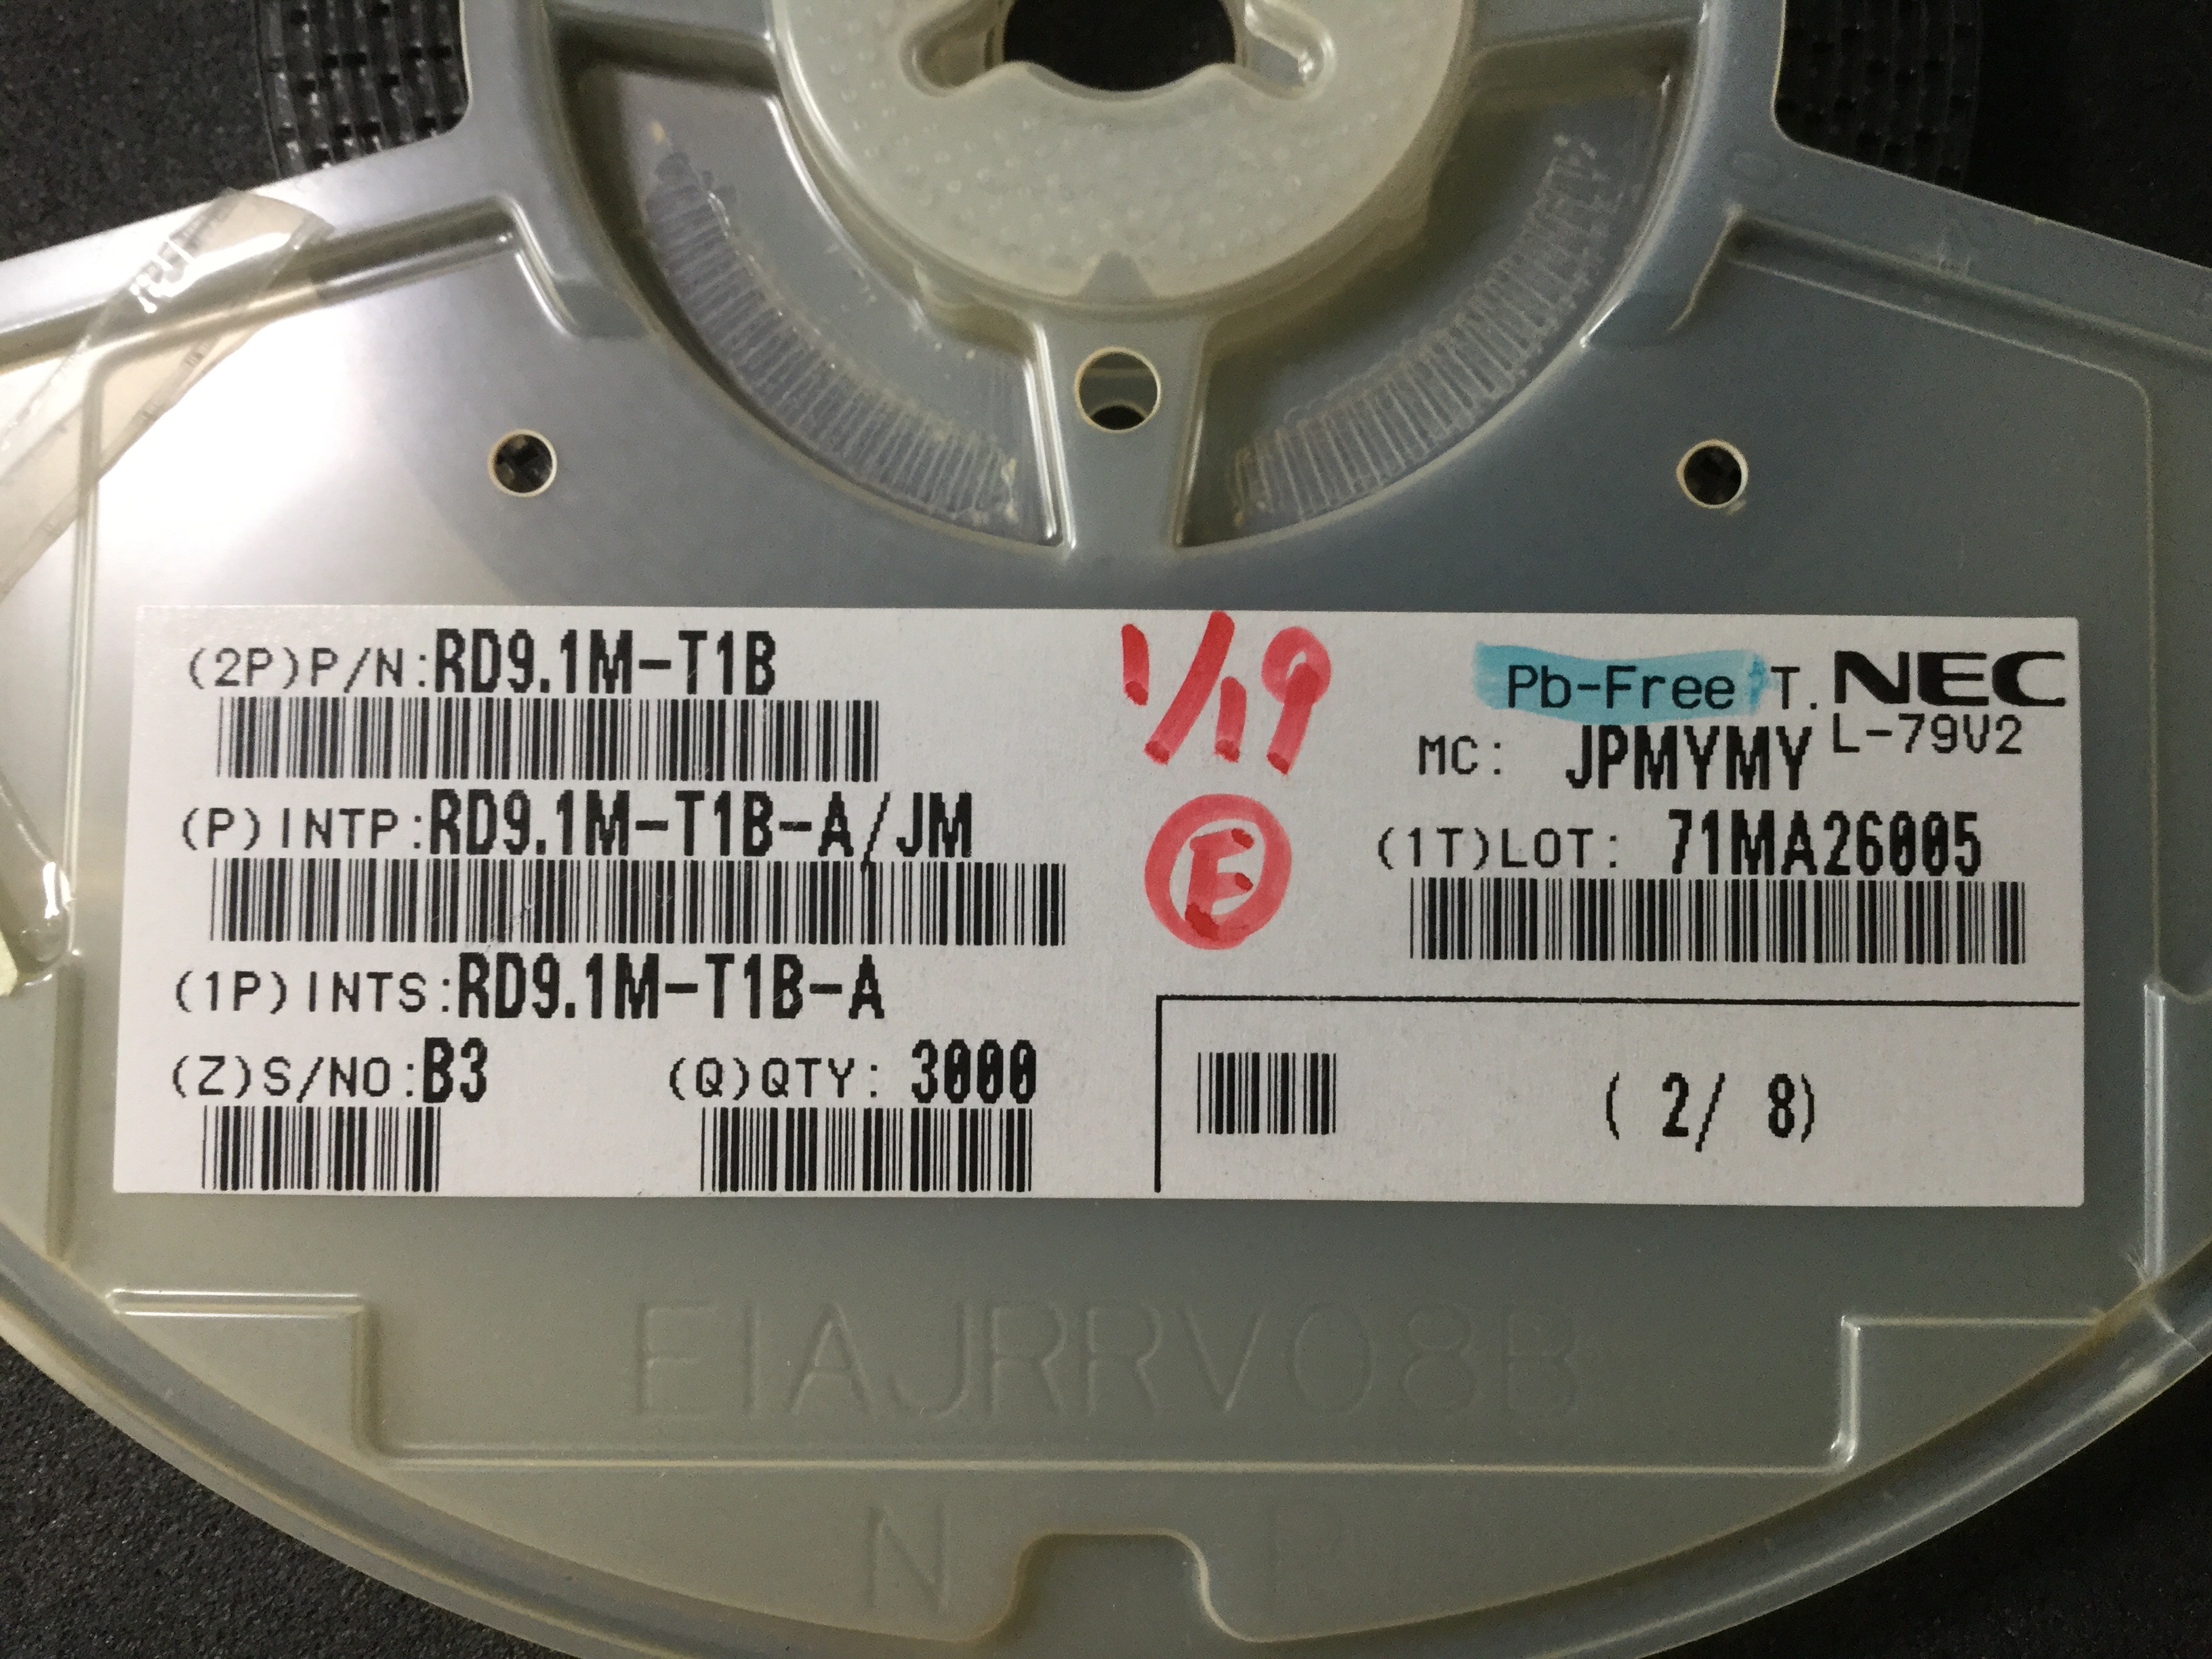 (2P)P/N:RD9.1M-T1B
(P)INTP:RD9.1M-T1B-A/JM
(1P)INTS:RD9.1M-T1B-A
(Z)S/NO:B3 (Q)QTY: 3000
1/19
E
Pb-Free T. NEC
L-79V2
MC: JPMYMY
(1T)LOT: 71MA26005
( 2/ 8)
EIAJRRV08B
N